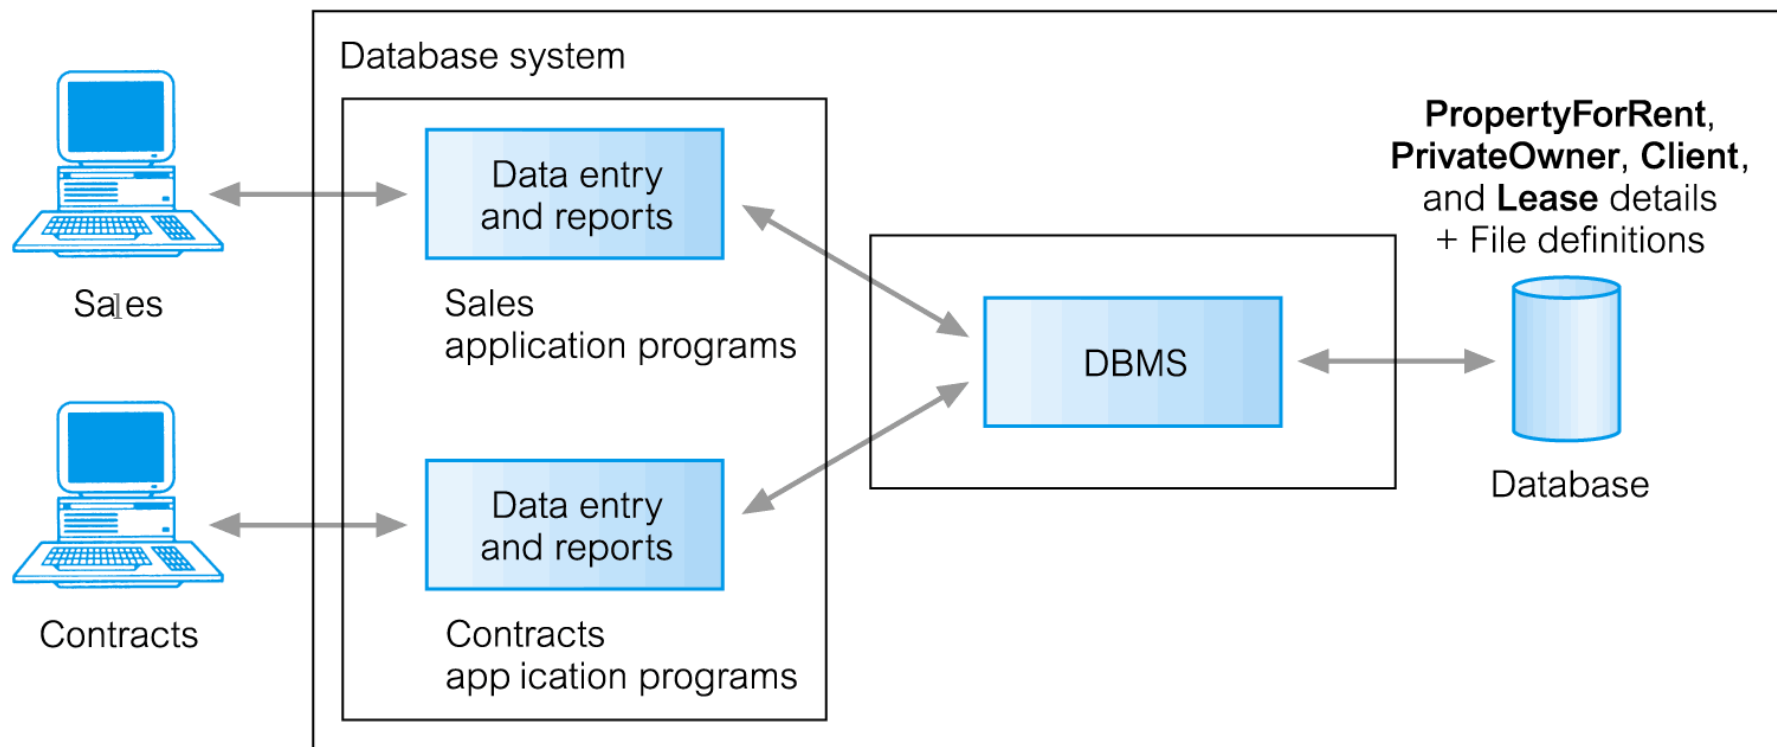 Database system
Sales
Data entry
and reports
Sales
application programs
Contracts
Data entry
and reports
Contracts
app ication programs
DBMS
PropertyForRent,
PrivateOwner, Client,
and Lease details
+ File definitions
Database